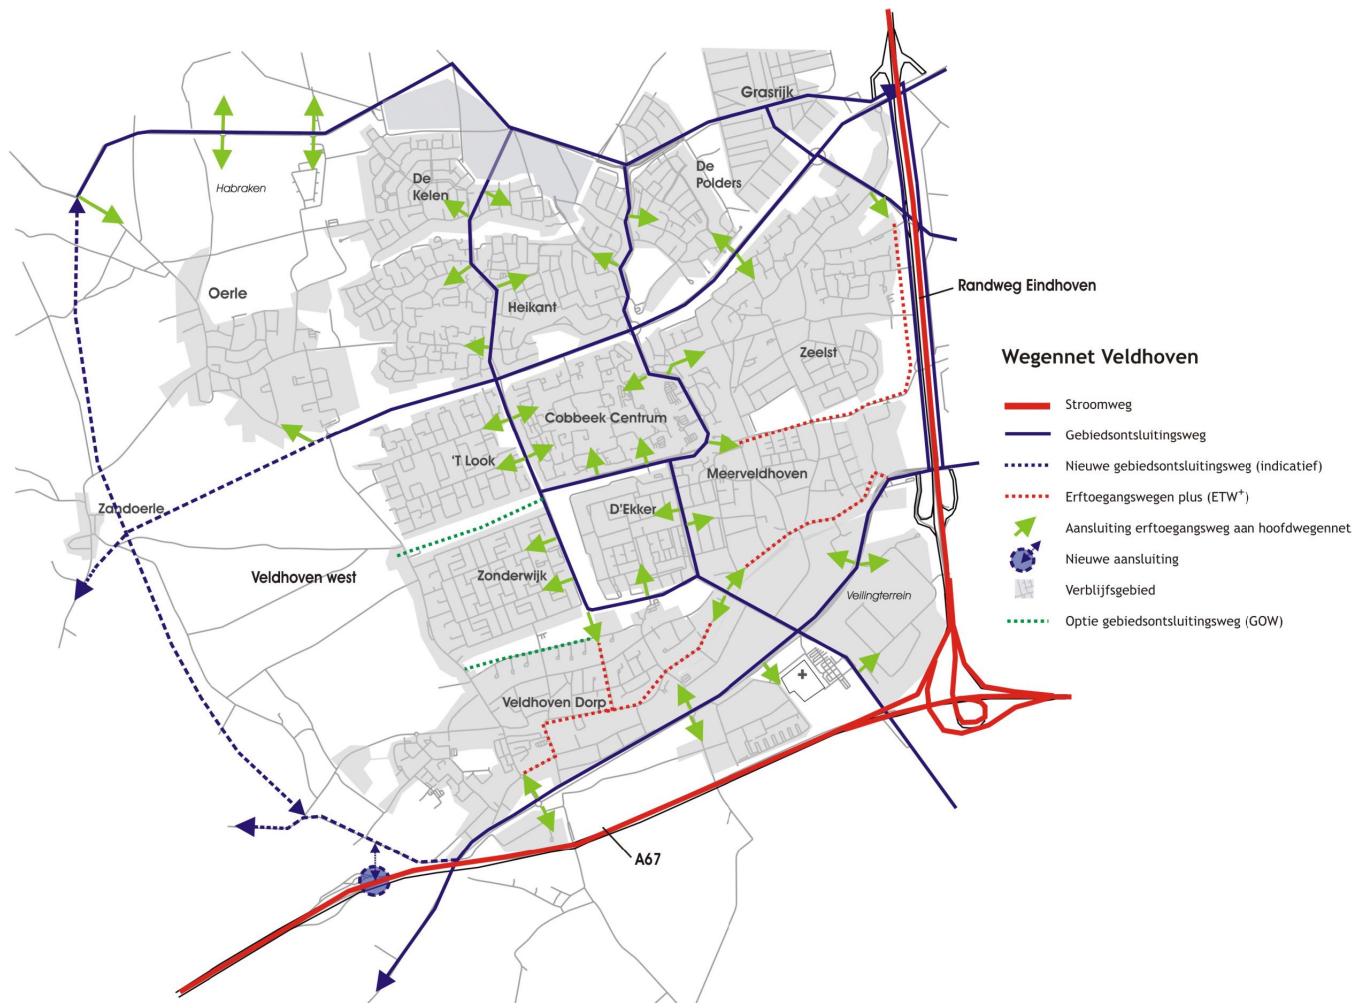 Grasrijk
De
Polders
De
Kelen
Habraken
Oerle
Heikant
Randweg Eindhoven
Zeelst
Cobbeek Centrum
'T Look
Meerveldhoven
D'Ekker
Zandoerle
Veldhoven west
Zonderwijk
Veilingterrein
Veldhoven Dorp
A67
Wegennet Veldhoven
Stroomweg
Gebiedsontsluitingsweg
Nieuwe gebiedsontsluitingsweg (indicatief)
Erftoegangswegen plus (ETW+)
Aansluiting erftoegangsweg aan hoofdwegennet
Nieuwe aansluiting
Verblijfsgebied
Optie gebiedsontsluitingsweg (GOW)